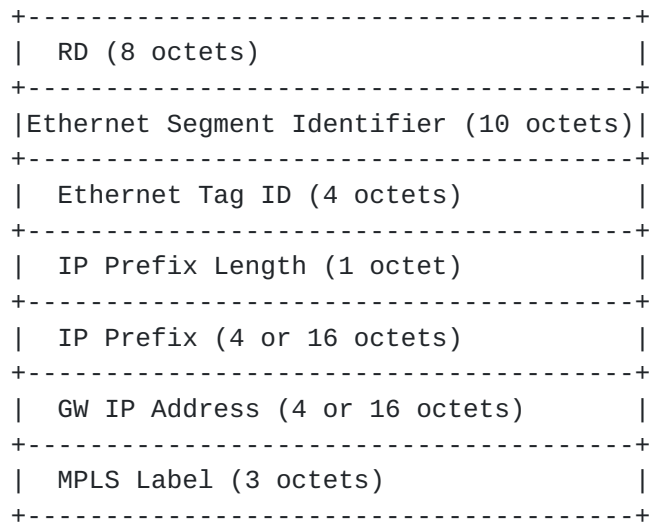 +---------------------------------------+
|  RD (8 octets)                        |
+---------------------------------------+
|Ethernet Segment Identifier (10 octets)|
+---------------------------------------+
|  Ethernet Tag ID (4 octets)           |
+---------------------------------------+
|  IP Prefix Length (1 octet)           |
+---------------------------------------+
|  IP Prefix (4 or 16 octets)           |
+---------------------------------------+
|  GW IP Address (4 or 16 octets)       |
+---------------------------------------+
|  MPLS Label (3 octets)                |
+---------------------------------------+